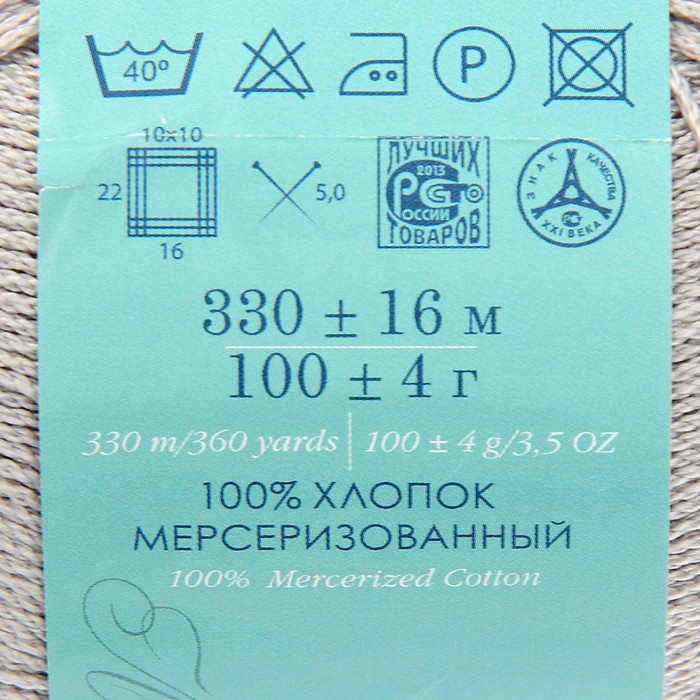 40° P
10x10
22 5,0
16
ЛУЧШИХ
2013
РОССИИ
ТОВАРОВ
ЗНАК КАЧЕСТВА
XXI ВЕКА
330 ± 16 м
100 ± 4 г
330 m/360 yards 100 ± 4 g/3,5 OZ
100% ХЛОПОК
МЕРСЕРИЗОВАННЫЙ
100% Mercerized Cotton